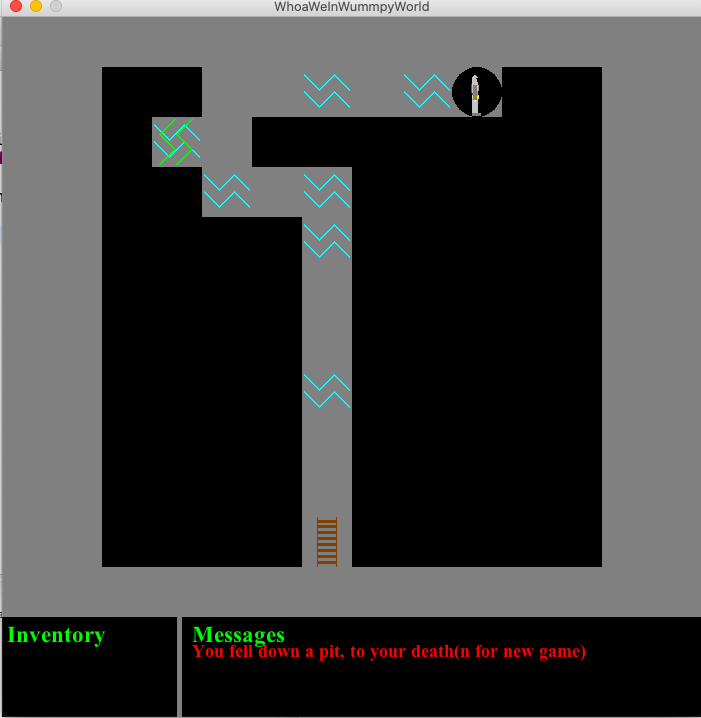 WhoaWeInWummpyWorld
Inventory
Messages
You fell down a pit, to your death(n for new game)